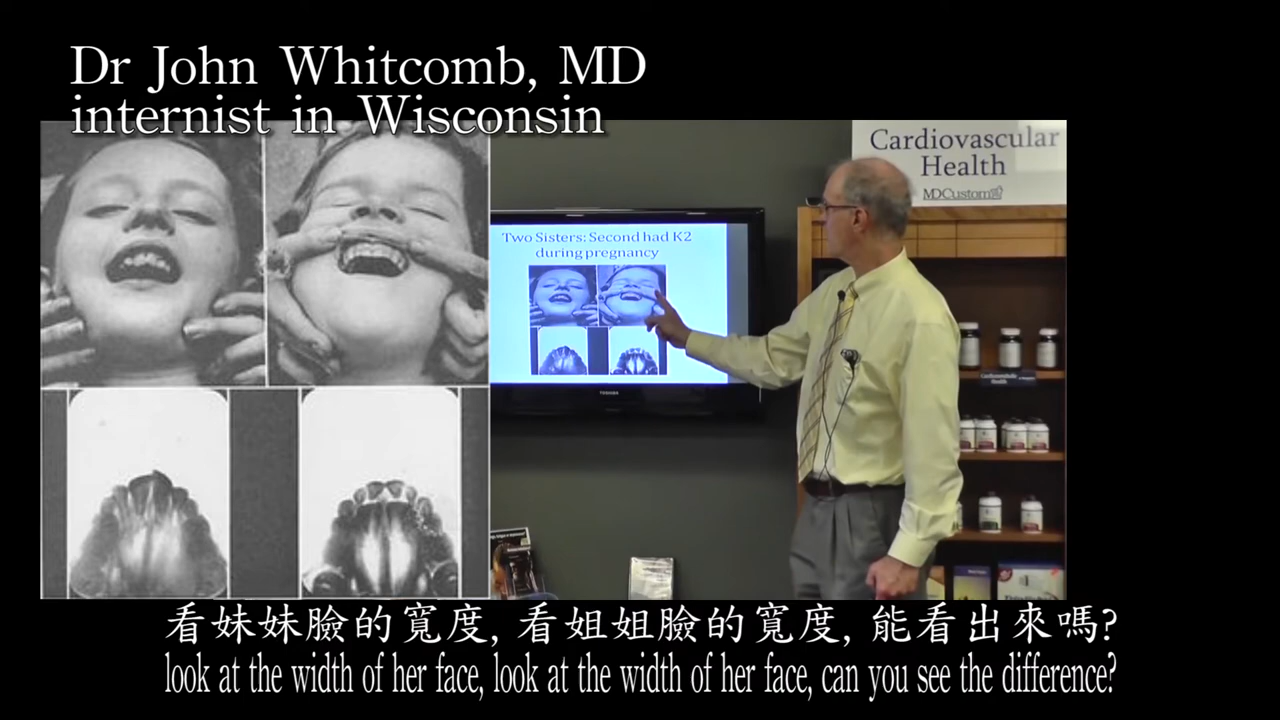 Dr John Whitcomb, MD
internist in Wisconsin
Cardiovascular
Health
MDCustom
Two Sisters: Second had K2
during pregnancy
TOSHIBA
看妹妹臉的寬度, 看姐姐臉的寬度, 能看出來嗎?
look at the width of her face, look at the width of her face, can you see the difference?